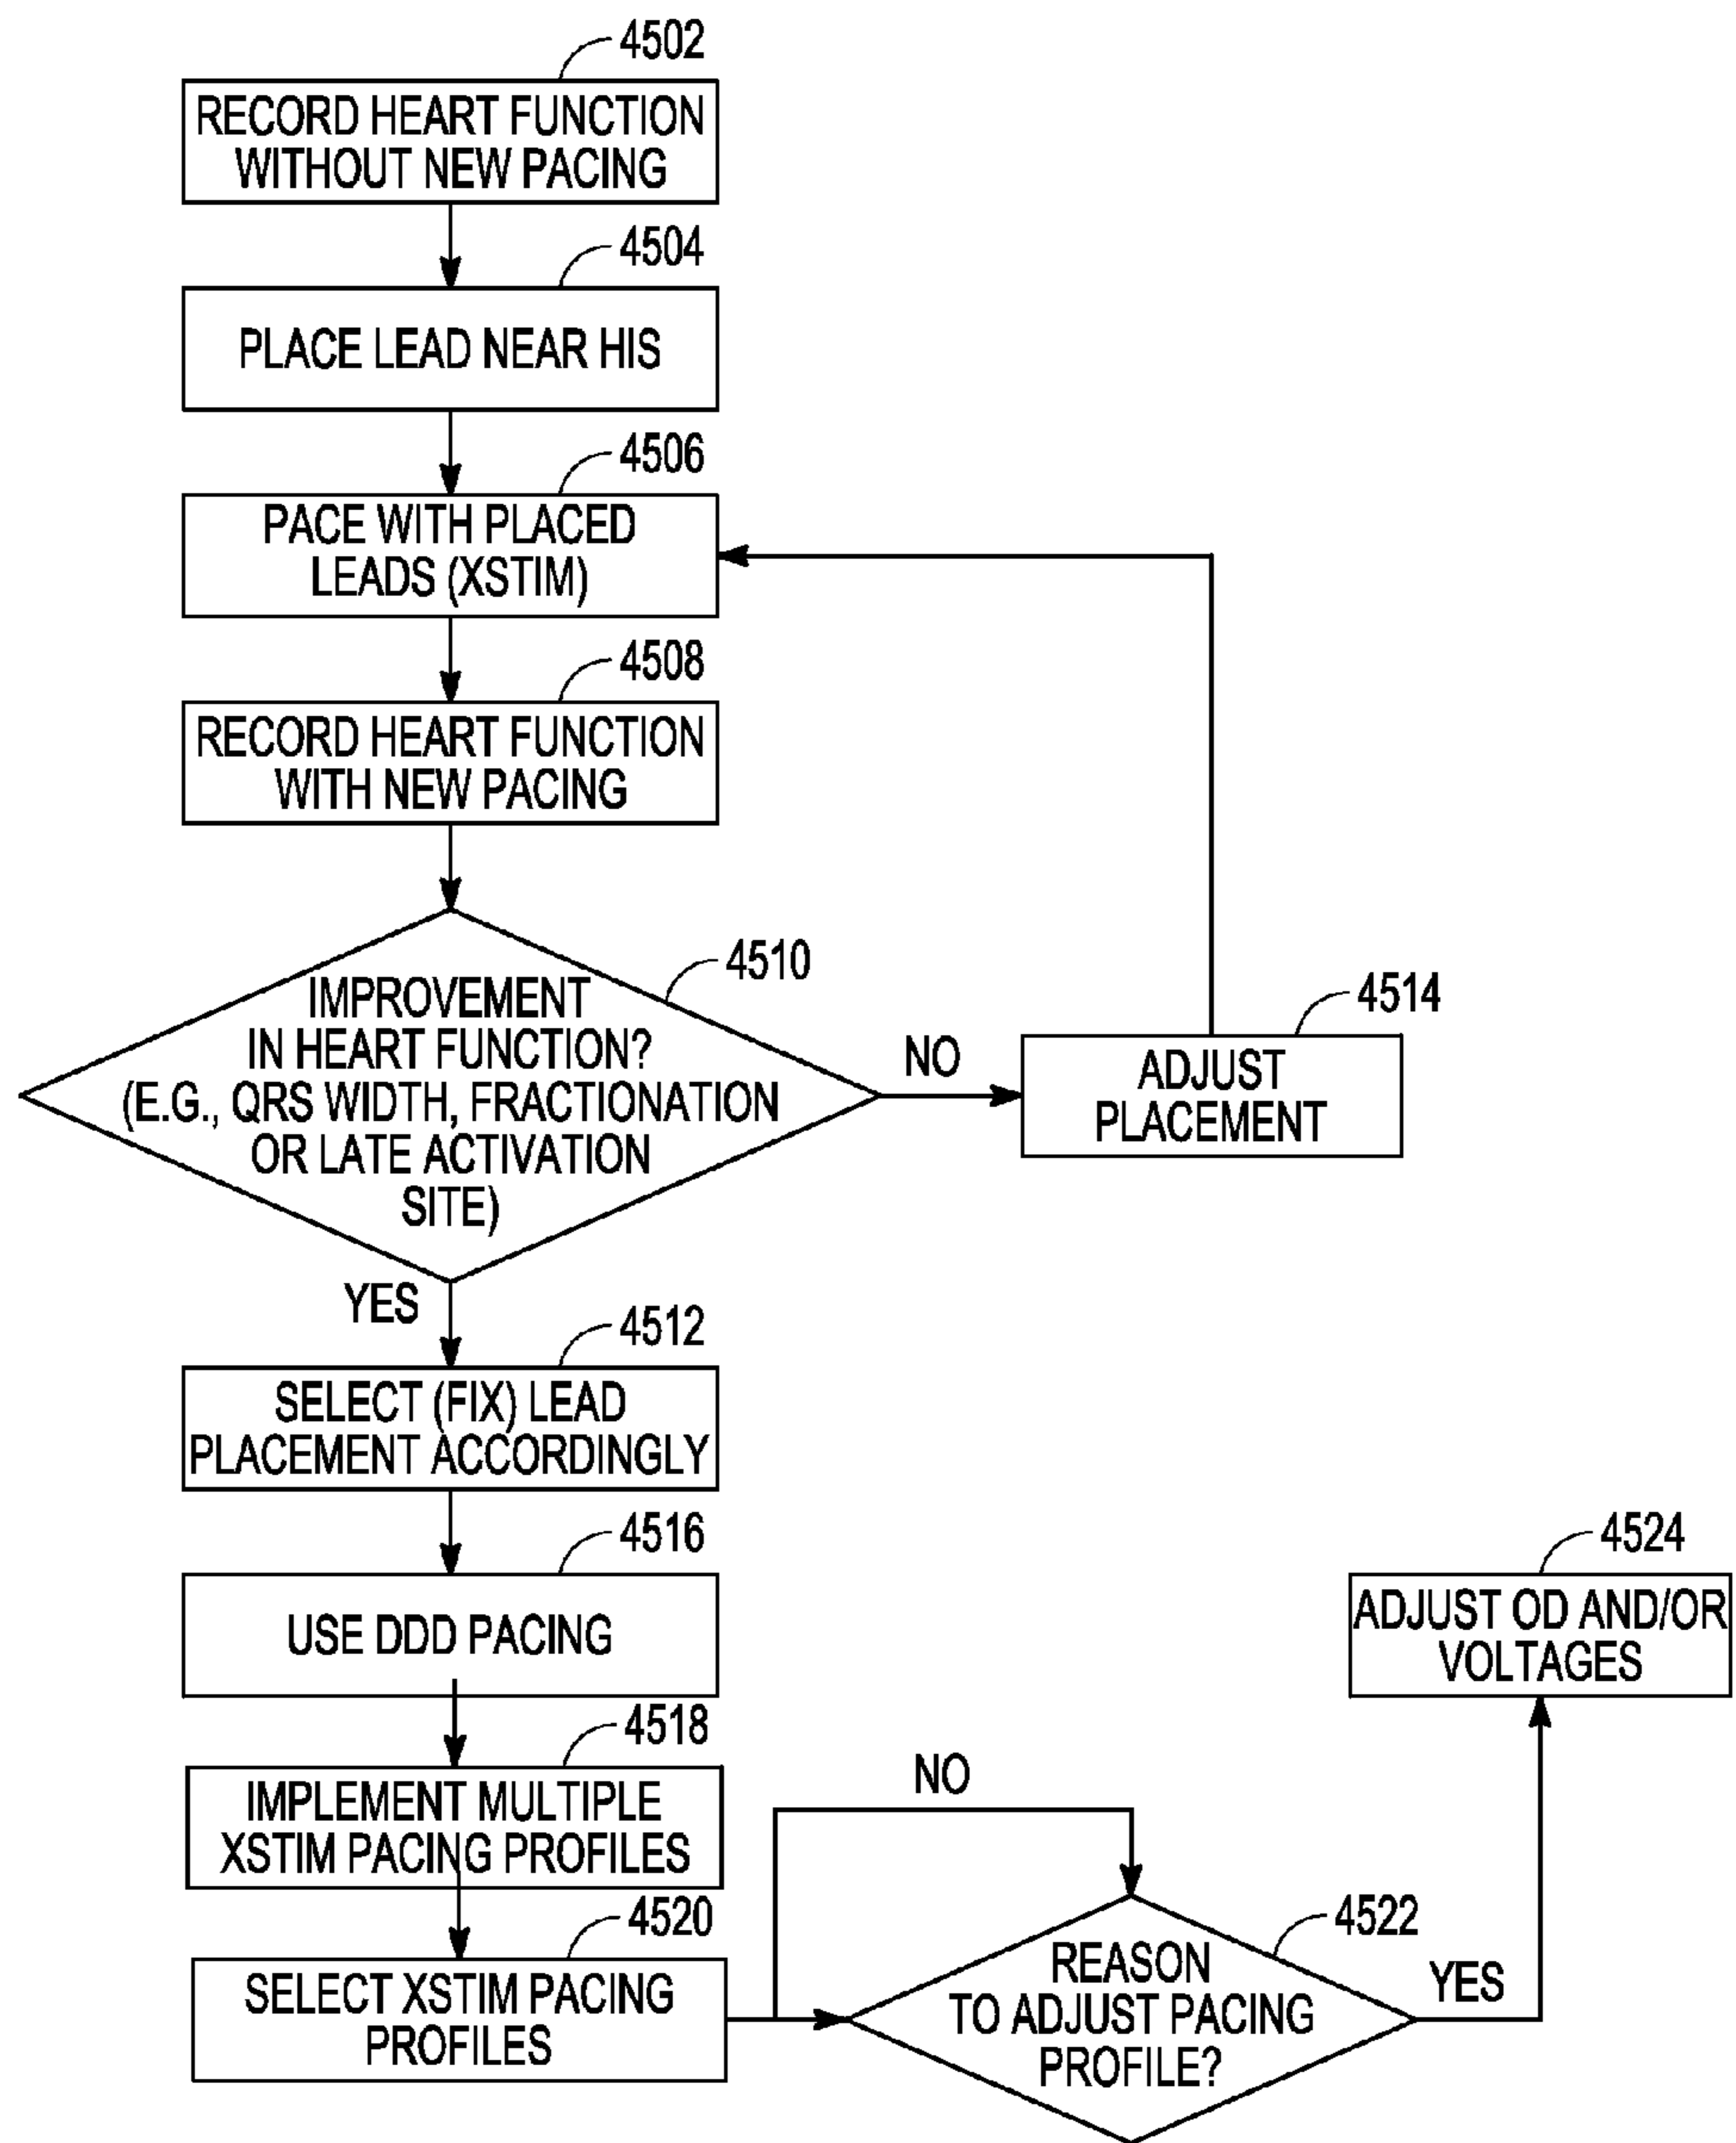 4502
RECORD HEART FUNCTION
WITHOUT NEW PACING
4504
PLACE LEAD NEAR HIS
4506
PACE WITH PLACED
LEADS (XSTIM)
4508
RECORD HEART FUNCTION
WITH NEW PACING
4510
IMPROVEMENT
IN HEART FUNCTION?
(E.G., QRS WIDTH, FRACTIONATION
OR LATE ACTIVATION
SITE)
NO
4514
ADJUST
PLACEMENT
YES
4512
SELECT (FIX) LEAD
PLACEMENT ACCORDINGLY
4516
USE DDD PACING
4518
IMPLEMENT MULTIPLE
XSTIM PACING PROFILES
4520
SELECT XSTIM PACING
PROFILES
NO
4522
REASON
TO ADJUST PACING
PROFILE?
YES
4524
ADJUST OD AND/OR
VOLTAGES